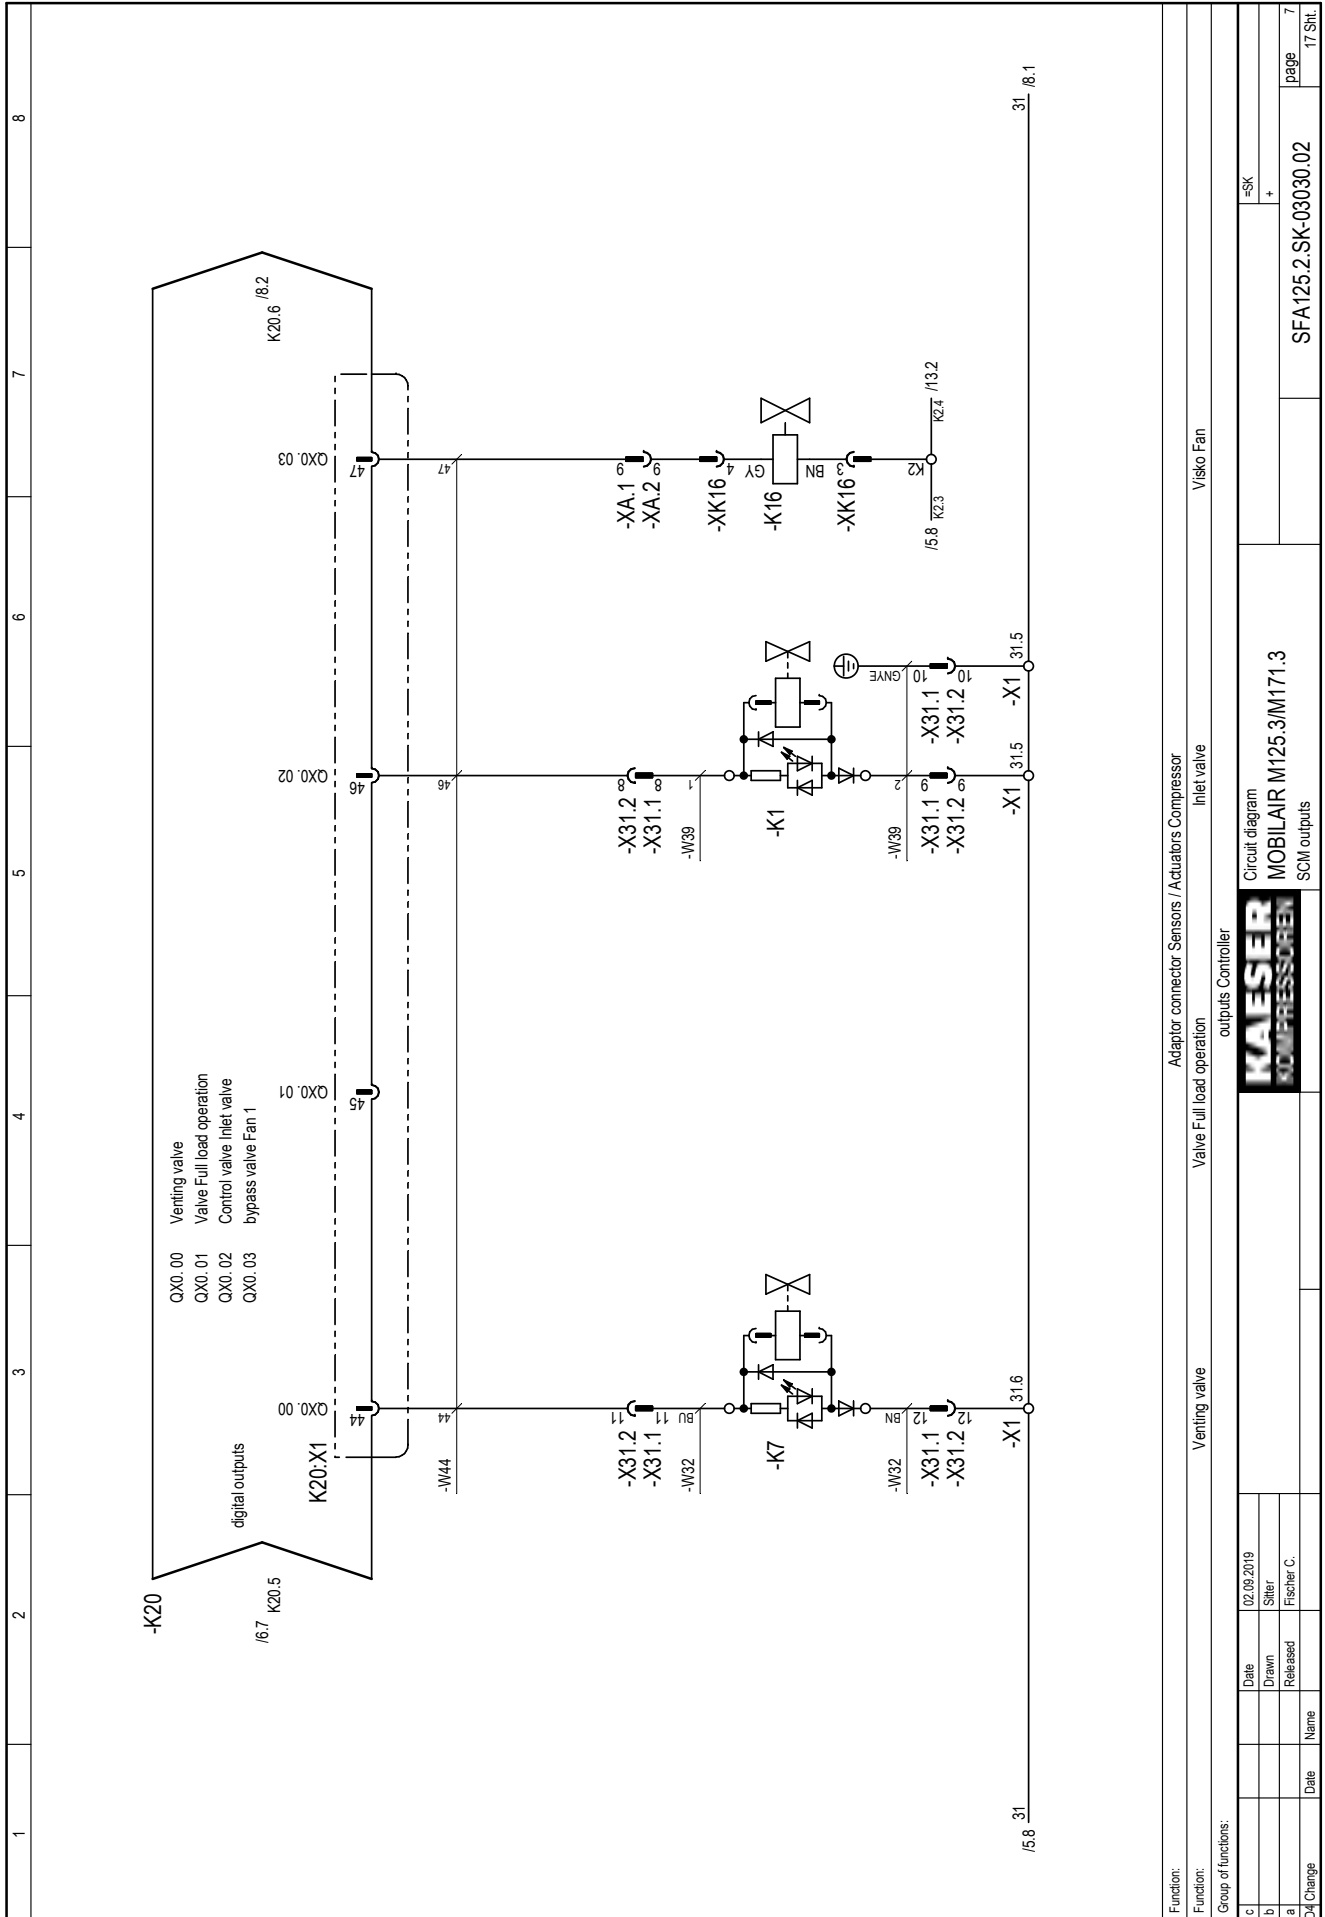 1 2 3 4 5 6 7 8
-K20
/6.7 K20.5
K20.6 /8.2
digital outputs
QX0. 00 Venting valve
QX0. 01 Valve Full load operation
QX0. 02 Control valve Inlet valve
QX0. 03 bypass valve Fan 1
K20:X1
QX0. 00 QX0. 01 QX0. 02 QX0. 03
44 45 46 47
-W44 44 46 47
-X31.2 11
-X31.1 11
-W32 BU
-K7
-W32 BN
-X31.1 12
-X31.2 12
-X1 31.6
-X31.2 8
-X31.1 8
-W39 1
-K1
-W39 2
-X31.1 9
-X31.2 9
-X1 31.5
GNYE
-X31.1 10
-X31.2 10
-X1 31.5
-XA.1 9
-XA.2 9
-XK16 4
GY
-K16
BN
-XK16 3
K2
/5.8 K2.3
K2.4 /13.2
/5.8 31
31 /8.1
Function: Adaptor connector Sensors / Actuators Compressor
Function: Venting valve Valve Full load operation Inlet valve Visko Fan
Group of functions: outputs Controller
c
b
a
D4 Change Date Name
Date 02.09.2019
Drawn Sitter
Released Fischer C.
KAESER
KOMPRESSOREN
Circuit diagram
MOBILAIR M125.3/M171.3
SCM outputs
=SK
+
SFA125.2.SK-03030.02
page 7
17 Sht.